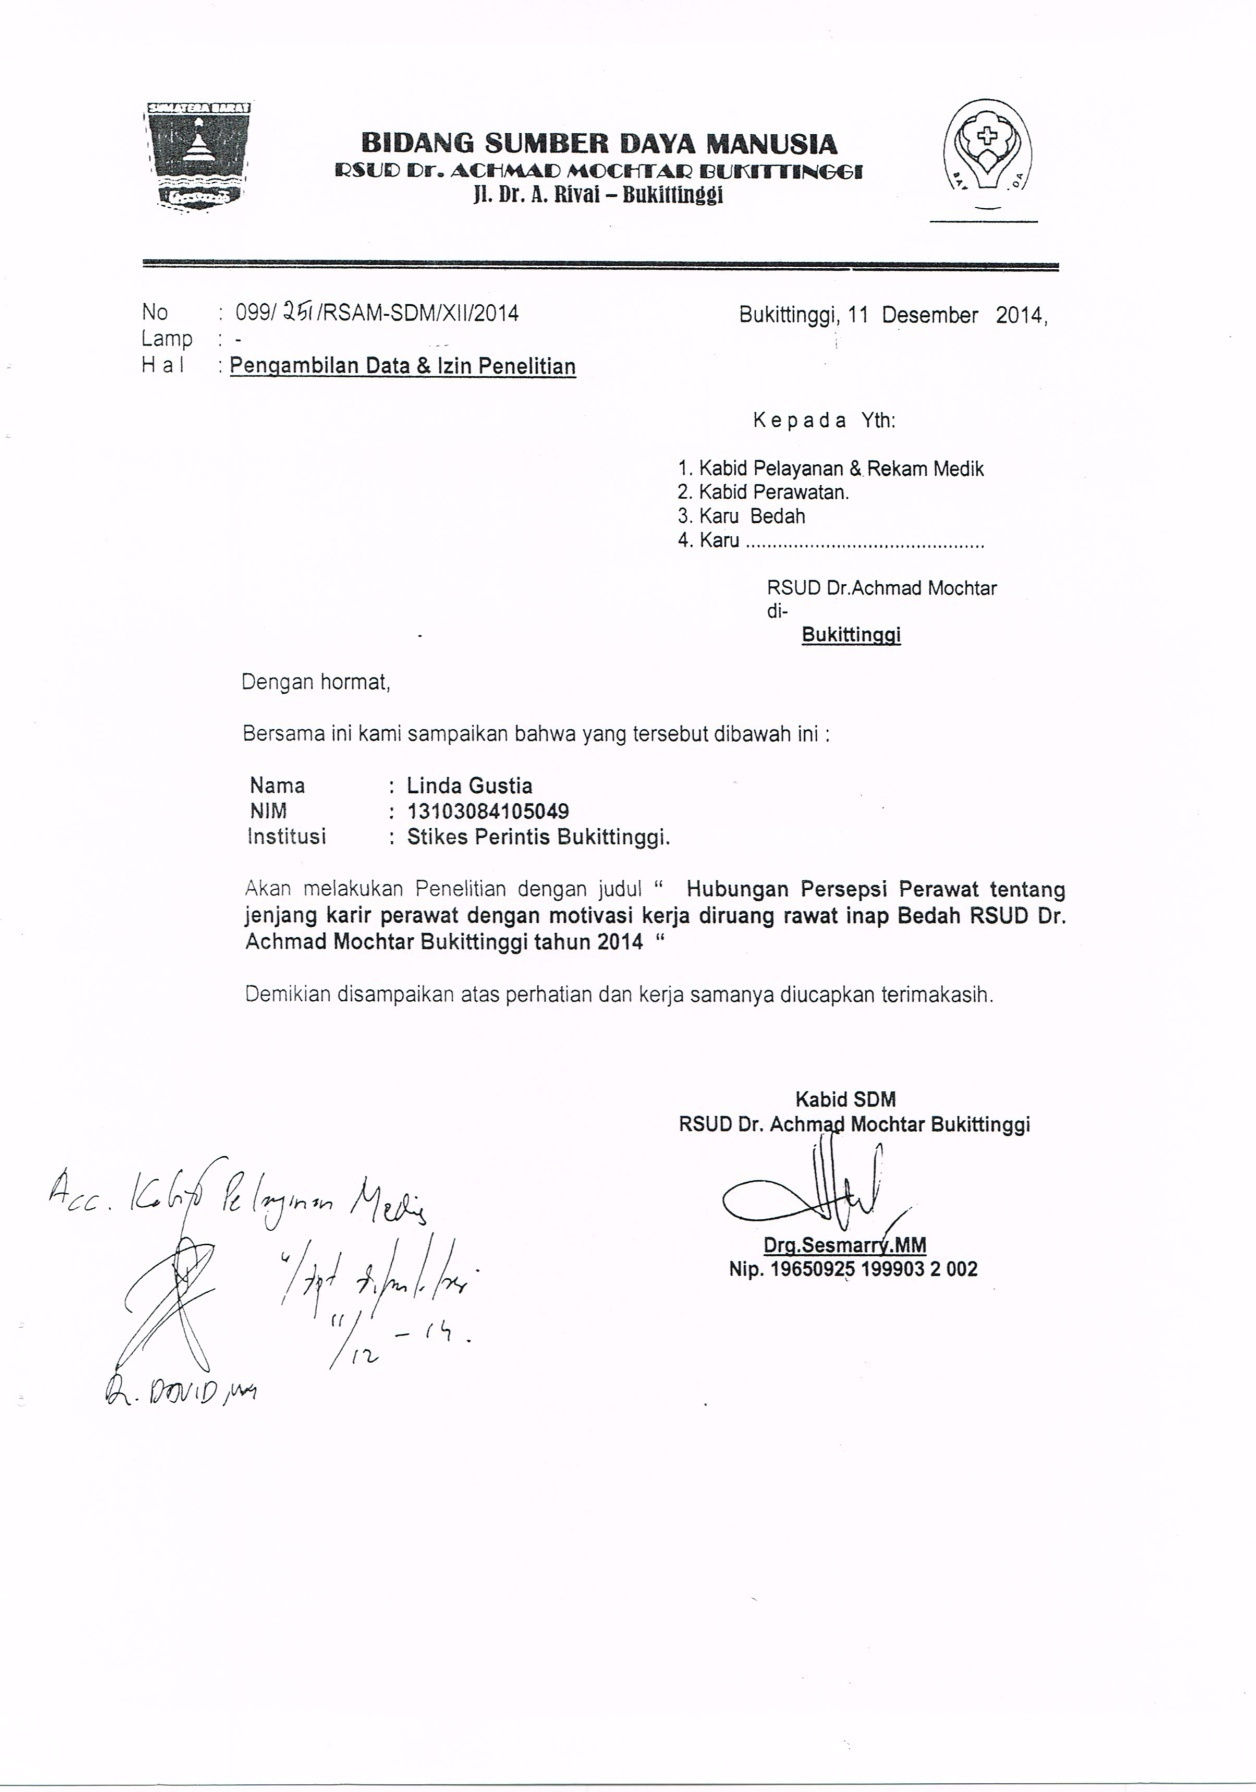 SUMATERA BARAT
BIDANG SUMBER DAYA MANUSIA
RSUD Dr. ACHMAD MOCHTAR BUKITTINGGI
Jl. Dr. A. Rivai – Bukittinggi
No : 099/ 251/RSAM-SDM/XII/2014
Bukittinggi, 11 Desember 2014,
Lamp : -
H a l : Pengambilan Data & Izin Penelitian
K e p a d a Yth:
1. Kabid Pelayanan & Rekam Medik
2. Kabid Perawatan.
3. Karu Bedah
4. Karu .............................................
RSUD Dr.Achmad Mochtar
di-
Bukittinggi
Dengan hormat,
Bersama ini kami sampaikan bahwa yang tersebut dibawah ini :
Nama : Linda Gustia
NIM : 13103084105049
Institusi : Stikes Perintis Bukittinggi.
Akan melakukan Penelitian dengan judul “ Hubungan Persepsi Perawat tentang
jenjang karir perawat dengan motivasi kerja diruang rawat inap Bedah RSUD Dr.
Achmad Mochtar Bukittinggi tahun 2014 “
Demikian disampaikan atas perhatian dan kerja samanya diucapkan terimakasih.
Kabid SDM
RSUD Dr. Achmad Mochtar Bukittinggi
Drg.Sesmarry.MM
Nip. 19650925 199903 2 002
Acc. Kabid Pelayanan Medis
11/12 - 14.